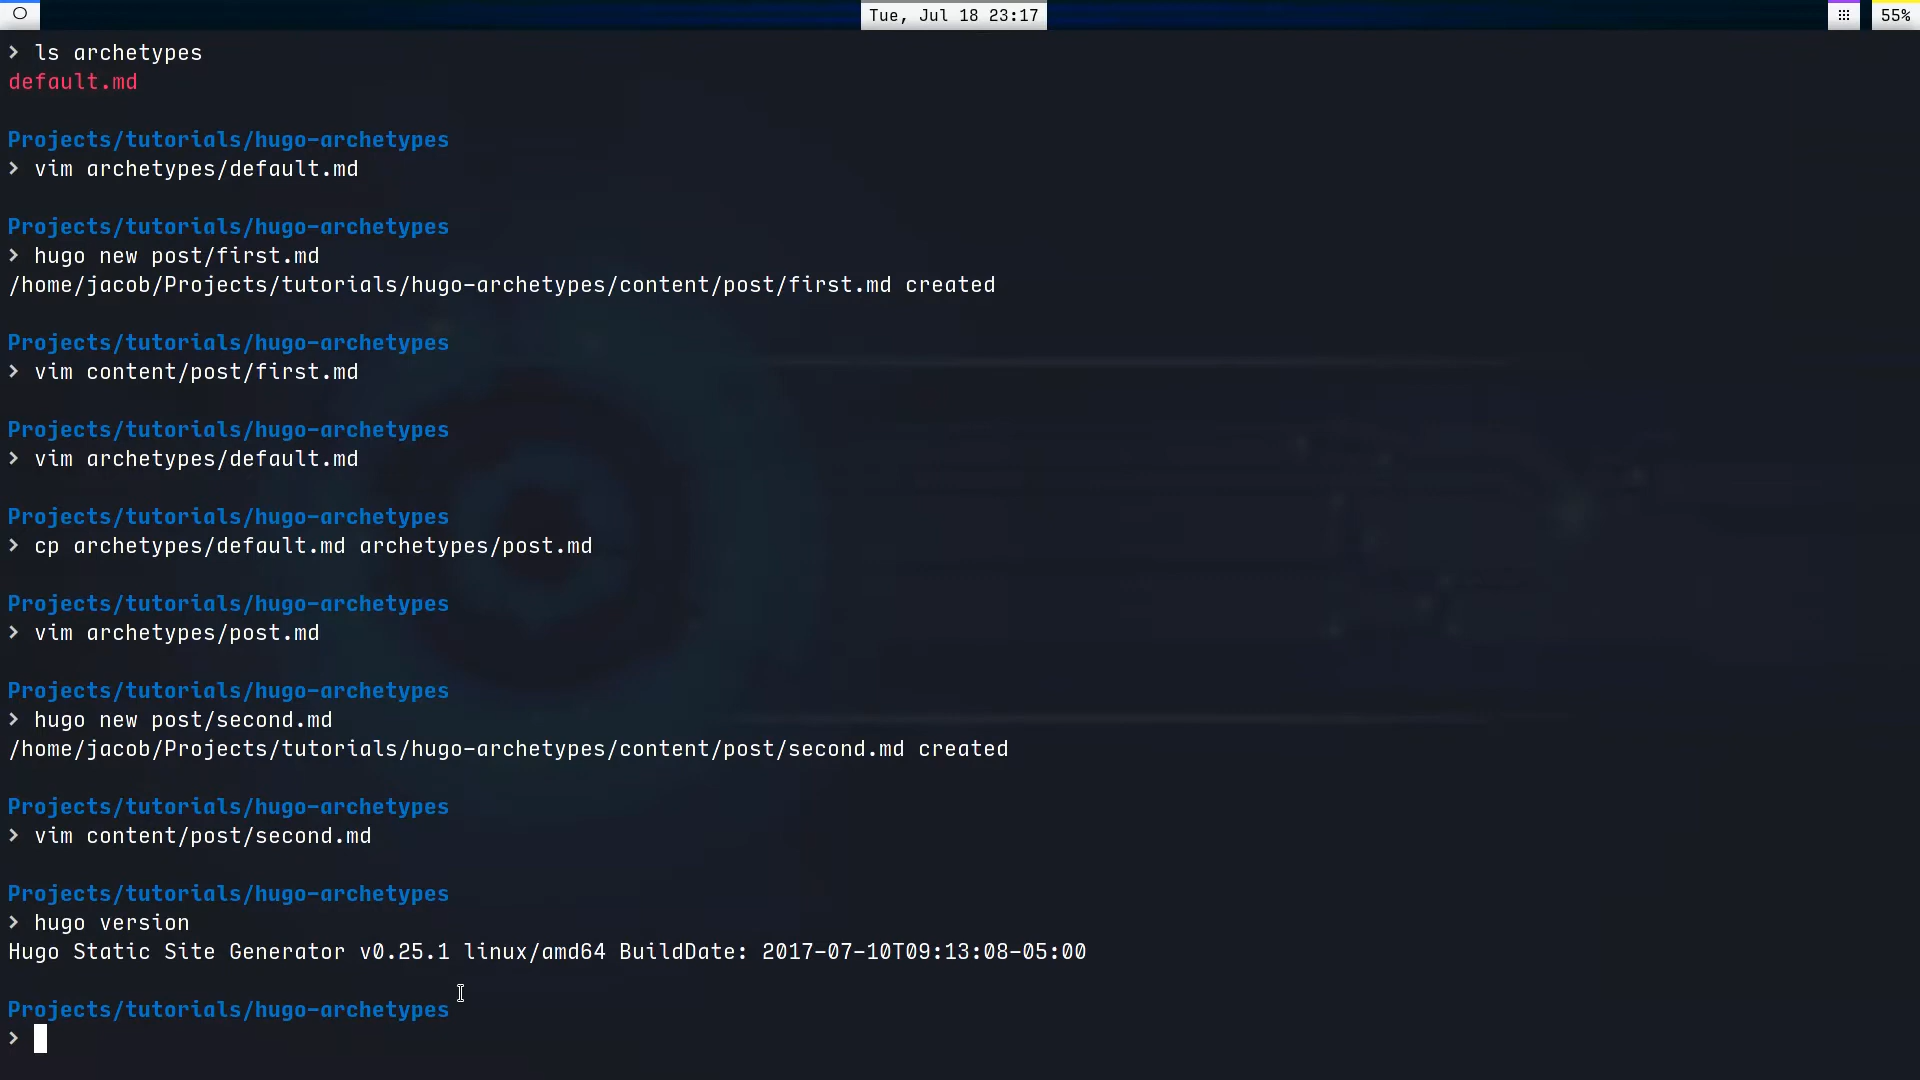 Tue, Jul 18 23:17
55%
> ls archetypes
default.md
Projects/tutorials/hugo-archetypes
> vim archetypes/default.md
Projects/tutorials/hugo-archetypes
> hugo new post/first.md
/home/jacob/Projects/tutorials/hugo-archetypes/content/post/first.md created
Projects/tutorials/hugo-archetypes
> vim content/post/first.md
Projects/tutorials/hugo-archetypes
> vim archetypes/default.md
Projects/tutorials/hugo-archetypes
> cp archetypes/default.md archetypes/post.md
Projects/tutorials/hugo-archetypes
> vim archetypes/post.md
Projects/tutorials/hugo-archetypes
> hugo new post/second.md
/home/jacob/Projects/tutorials/hugo-archetypes/content/post/second.md created
Projects/tutorials/hugo-archetypes
> vim content/post/second.md
Projects/tutorials/hugo-archetypes
> hugo version
Hugo Static Site Generator v0.25.1 linux/amd64 BuildDate: 2017-07-10T09:13:08-05:00
Projects/tutorials/hugo-archetypes
>